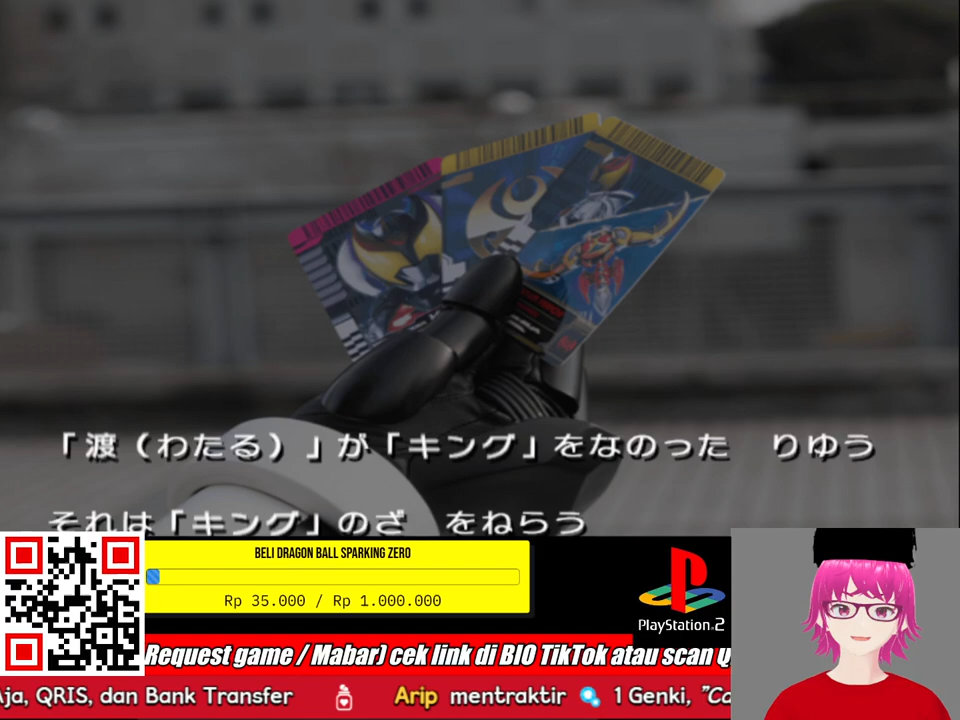 「渡（わたる）」が「キング」をなのった　りゆう
それは「キング」のざ　をねらう
BELI DRAGON BALL SPARKING ZERO
Rp 35.000 / Rp 1.000.000
PlayStation.2
Request game / Mabar) cek link di BIO TikTok atau scan Q
Aja, QRIS, dan Bank Transfer Arip mentraktir 1 Genki, "Co